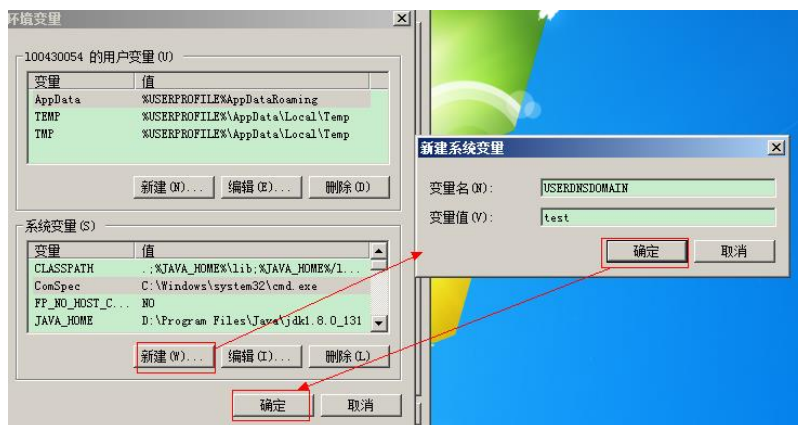 环境变量
100430054 的用户变量(U)
变量 值
AppData %USERPROFILE%AppDataRoaming
TEMP %USERPROFILE%\AppData\Local\Temp
TMP %USERPROFILE%\AppData\Local\Temp
新建(N)... 编辑(E)... 删除(D)
系统变量(S)
变量 值
CLASSPATH .;%JAVA_HOME%\lib;%JAVA_HOME%/l...
ComSpec C:\Windows\system32\cmd.exe
FP_NO_HOST_C... NO
JAVA_HOME D:\Program Files\Java\jdk1.8.0_131
新建(W)... 编辑(I)... 删除(L)
确定 取消
新建系统变量
变量名(N): USERDNSDOMAIN
变量值(V): test
确定 取消